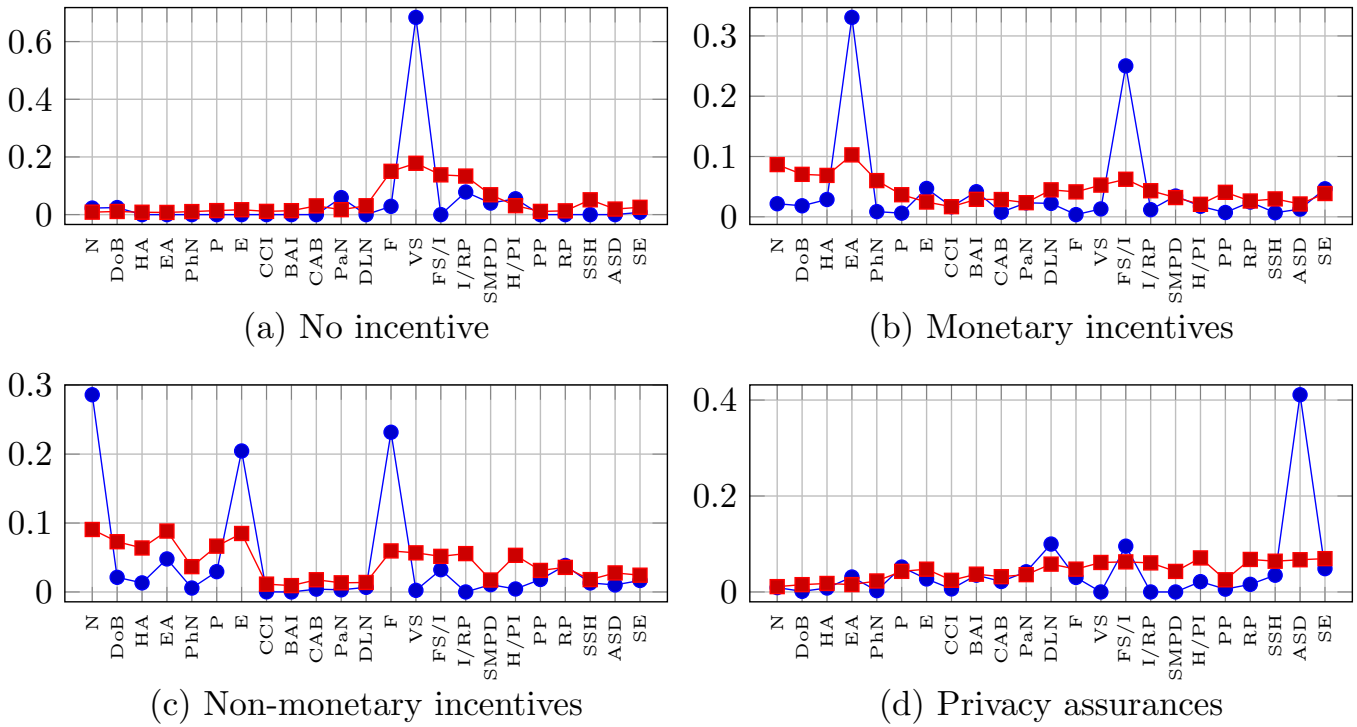 0.6
0.4
0.2
0
N DoB HA EA PhN P E CCI BAI CAB PaN DLN F VS FS/I I/RP SMPD H/PI PP RP SSH ASD SE
(a) No incentive
0.3
0.2
0.1
0
N DoB HA EA PhN P E CCI BAI CAB PaN DLN F VS FS/I I/RP SMPD H/PI PP RP SSH ASD SE
(b) Monetary incentives
0.3
0.2
0.1
0
N DoB HA EA PhN P E CCI BAI CAB PaN DLN F VS FS/I I/RP SMPD H/PI PP RP SSH ASD SE
(c) Non-monetary incentives
0.4
0.2
0
N DoB HA EA PhN P E CCI BAI CAB PaN DLN F VS FS/I I/RP SMPD H/PI PP RP SSH ASD SE
(d) Privacy assurances